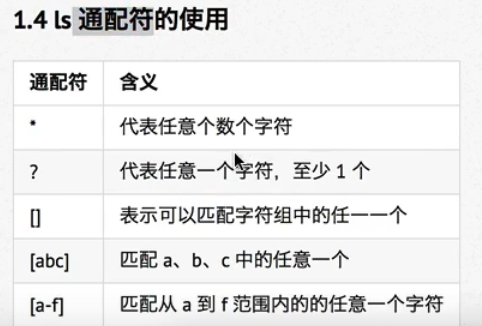 1.4 ls 通配符的使用
通配符 含义
* 代表任意个数个字符
? 代表任意一个字符，至少 1 个
[] 表示可以匹配字符组中的任一一个
[abc] 匹配 a、b、c 中的任意一个
[a-f] 匹配从 a 到 f 范围内的的任意一个字符